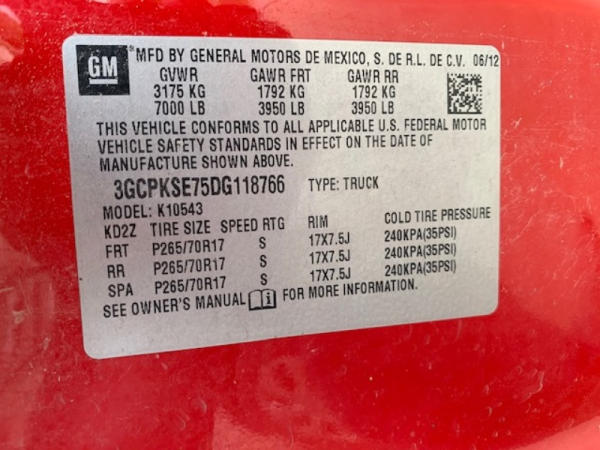 GM
MFD BY GENERAL MOTORS DE MEXICO, S. DE R.L. DE C.V. 06/12
GVWR GAWR FRT GAWR RR
3175 KG 1792 KG 1792 KG
7000 LB 3950 LB 3950 LB
THIS VEHICLE CONFORMS TO ALL APPLICABLE U.S. FEDERAL MOTOR
VEHICLE SAFETY STANDARDS IN EFFECT ON THE DATE OF
MANUFACTURE SHOWN ABOVE.
3GCPKSE75DG118766 TYPE: TRUCK
MODEL: K10543
KD2Z TIRE SIZE SPEED RTG RIM COLD TIRE PRESSURE
FRT P265/70R17 S 17X7.5J 240KPA(35PSI)
RR P265/70R17 S 17X7.5J 240KPA(35PSI)
SPA P265/70R17 S 17X7.5J 240KPA(35PSI)
SEE OWNER'S MANUAL i FOR MORE INFORMATION.